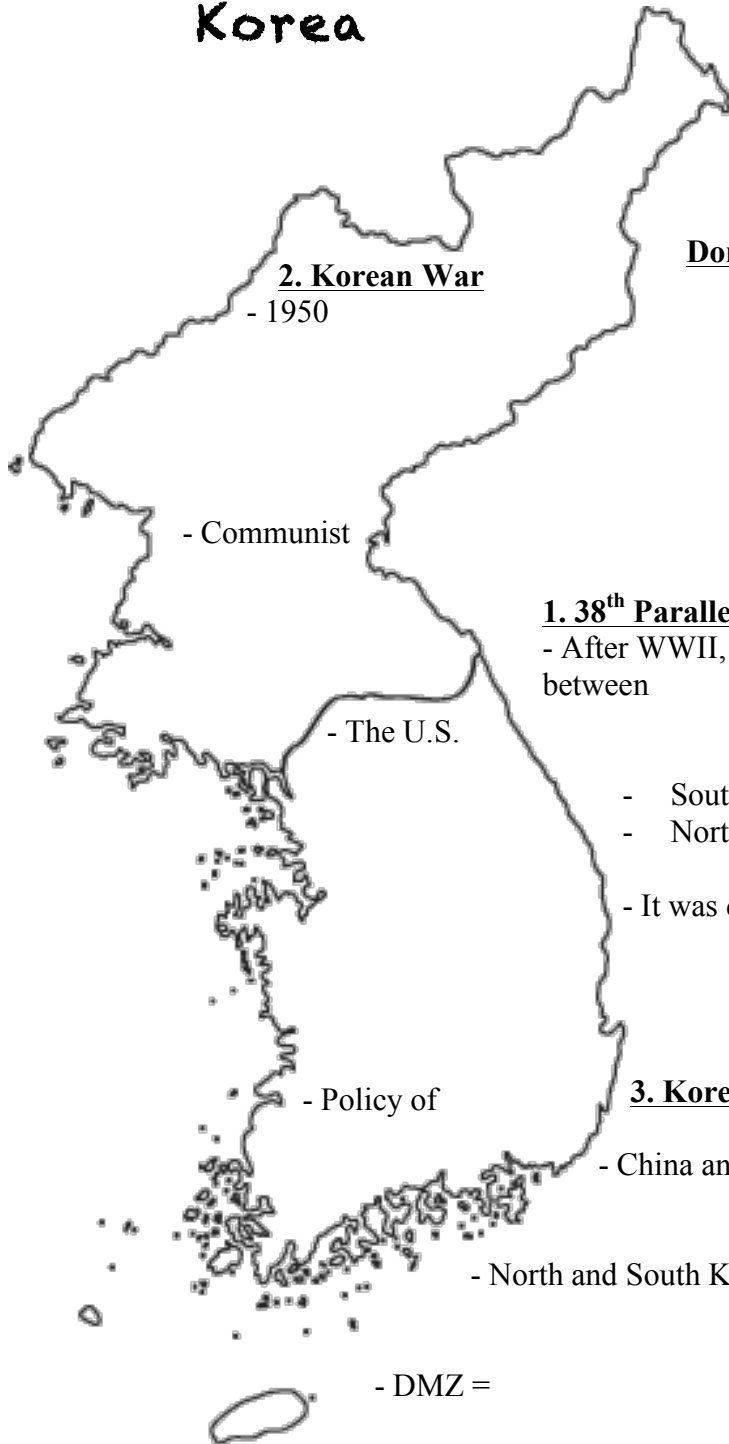 Korea
Dor
2. Korean War
- 1950
- Communist
1. 38th Paralle
- After WWII,
between
- The U.S.
- Sout
- Nort
- It was
3. Kore
- Policy of
- China an
- North and South K
- DMZ =